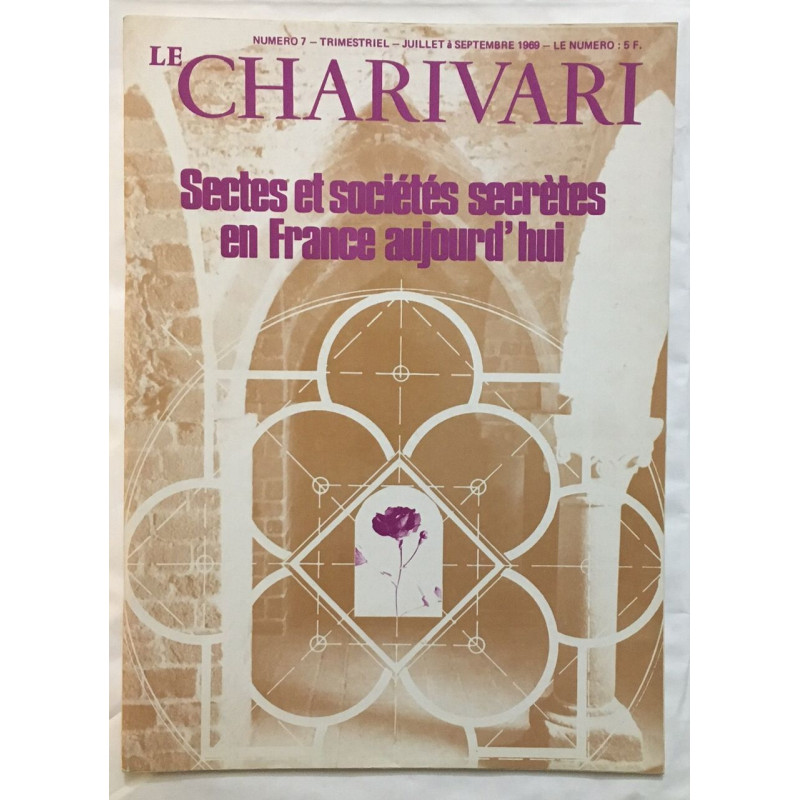 NUMERO 7 – TRIMESTRIEL – JUILLET à SEPTEMBRE 1969 – LE NUMERO : 5 F.
LE CHARIVARI
Sectes et sociétés secrètes
en France aujourd'hui